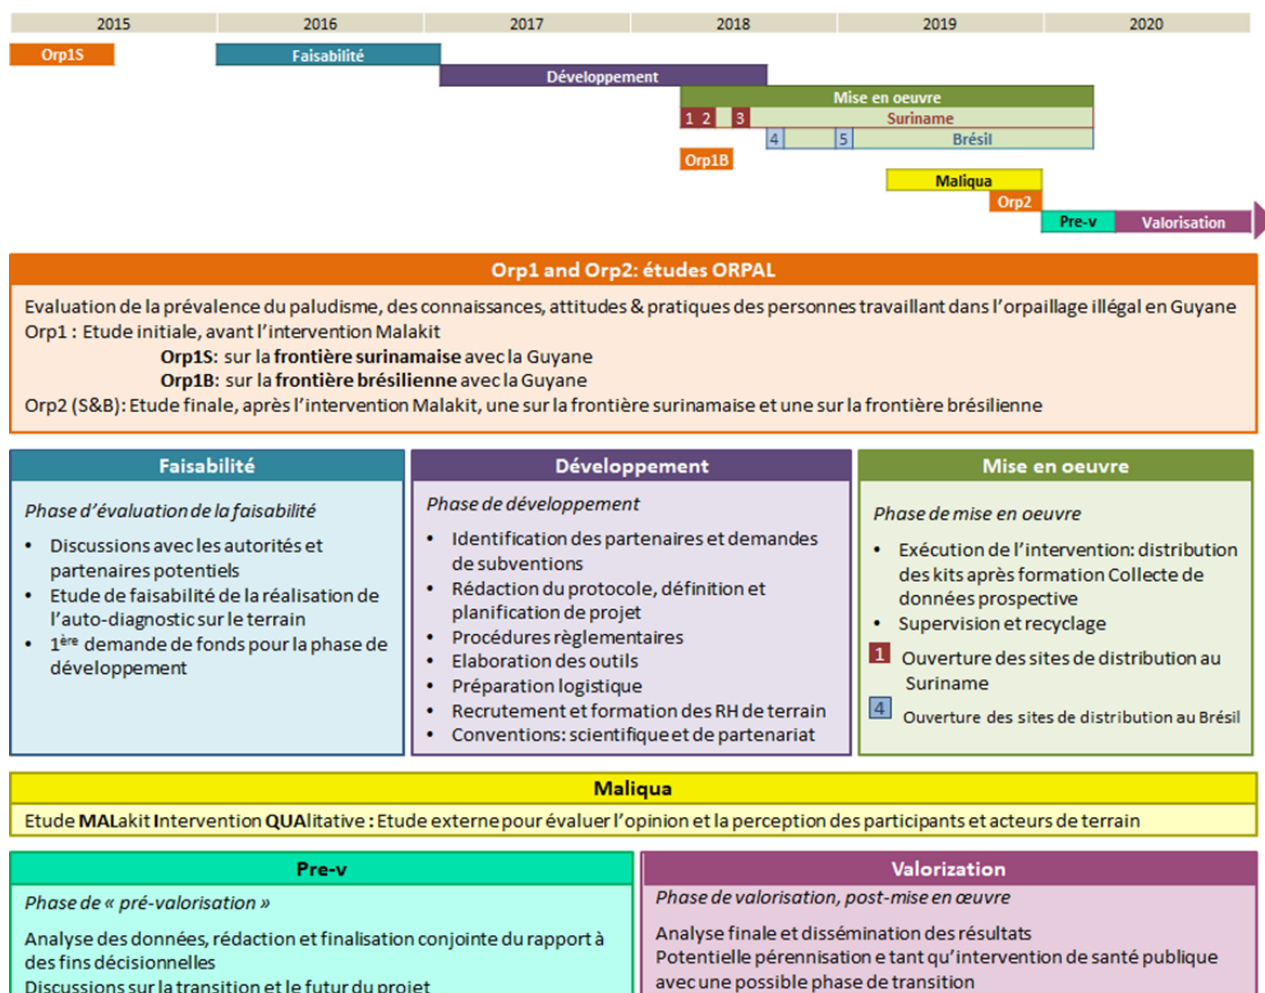 2015 2016 2017 2018 2019 2020
Orp1S Faisabilité
Développement
Mise en oeuvre
1 2 3 Suriname
4 5 Brésil
Orp1B
Maliqua
Orp2
Pre-v Valorisation
Orp1 and Orp2: études ORPAL
Evaluation de la prévalence du paludisme, des connaissances, attitudes & pratiques des personnes travaillant dans l'orpaillage illégal en Guyane
Orp1 : Etude initiale, avant l'intervention Malakit
Orp1S: sur la frontière surinamaise avec la Guyane
Orp1B: sur la frontière brésilienne avec la Guyane
Orp2 (S&B): Etude finale, après l'intervention Malakit, une sur la frontière surinamaise et une sur la frontière brésilienne
Faisabilité
Phase d'évaluation de la faisabilité
• Discussions avec les autorités et
partenaires potentiels
• Etude de faisabilité de la réalisation de
l'auto-diagnostic sur le terrain
• 1ère demande de fonds pour la phase de
développement
Développement
Phase de développement
• Identification des partenaires et demandes
de subventions
• Rédaction du protocole, définition et
planification de projet
• Procédures règlementaires
• Elaboration des outils
• Préparation logistique
• Recrutement et formation des RH de terrain
• Conventions: scientifique et de partenariat
Mise en oeuvre
Phase de mise en oeuvre
• Exécution de l'intervention: distribution
des kits après formation Collecte de
données prospective
• Supervision et recyclage
1 Ouverture des sites de distribution au
Suriname
4 Ouverture des sites de distribution au Brésil
Maliqua
Etude MALakit Intervention QUAlitative : Etude externe pour évaluer l'opinion et la perception des participants et acteurs de terrain
Pre-v
Phase de « pré-valorisation »
Analyse des données, rédaction et finalisation conjointe du rapport à
des fins décisionnelles
Discussions sur la transition et le futur du projet
Valorization
Phase de valorisation, post-mise en œuvre
Analyse finale et dissémination des résultats
Potentielle pérennisation e tant qu'intervention de santé publique
avec une possible phase de transition